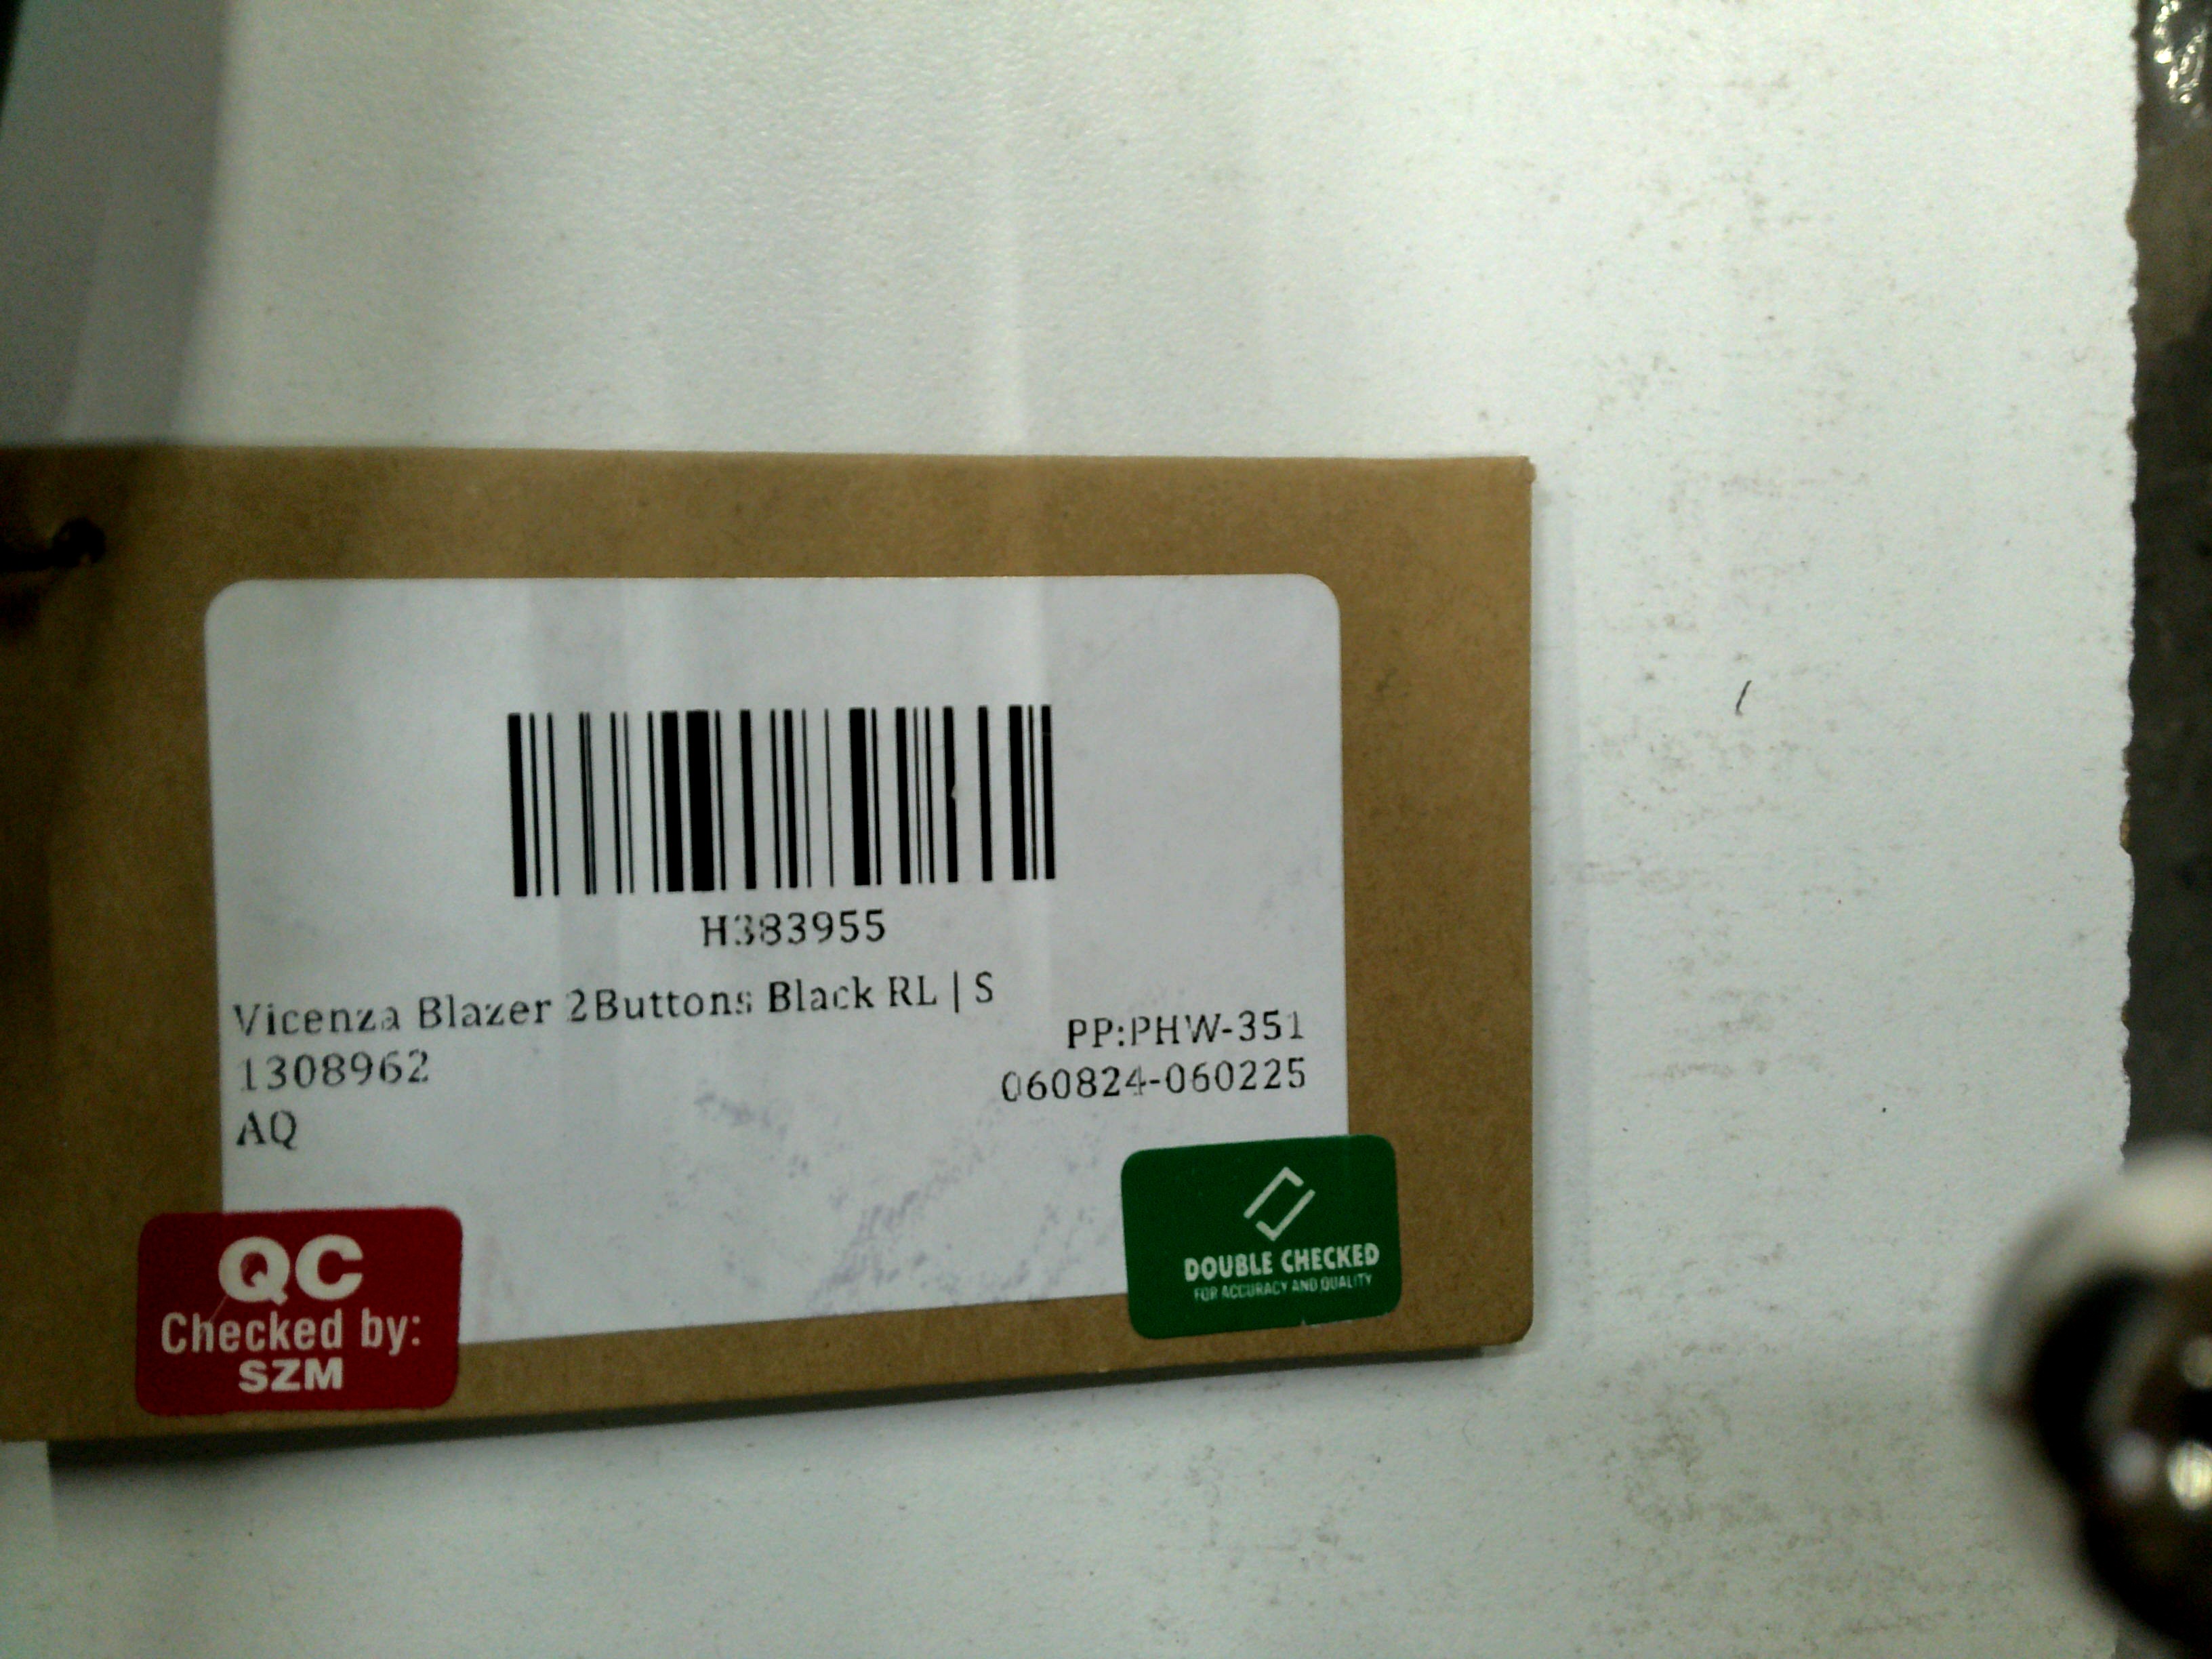 H383955
Vicenza Blazer 2Buttons Black RL | S
PP:PHW-351
1308962
060824-060225
AQ
QC
Checked by:
SZM
DOUBLE CHECKED
FOR ACCURACY AND QUALITY